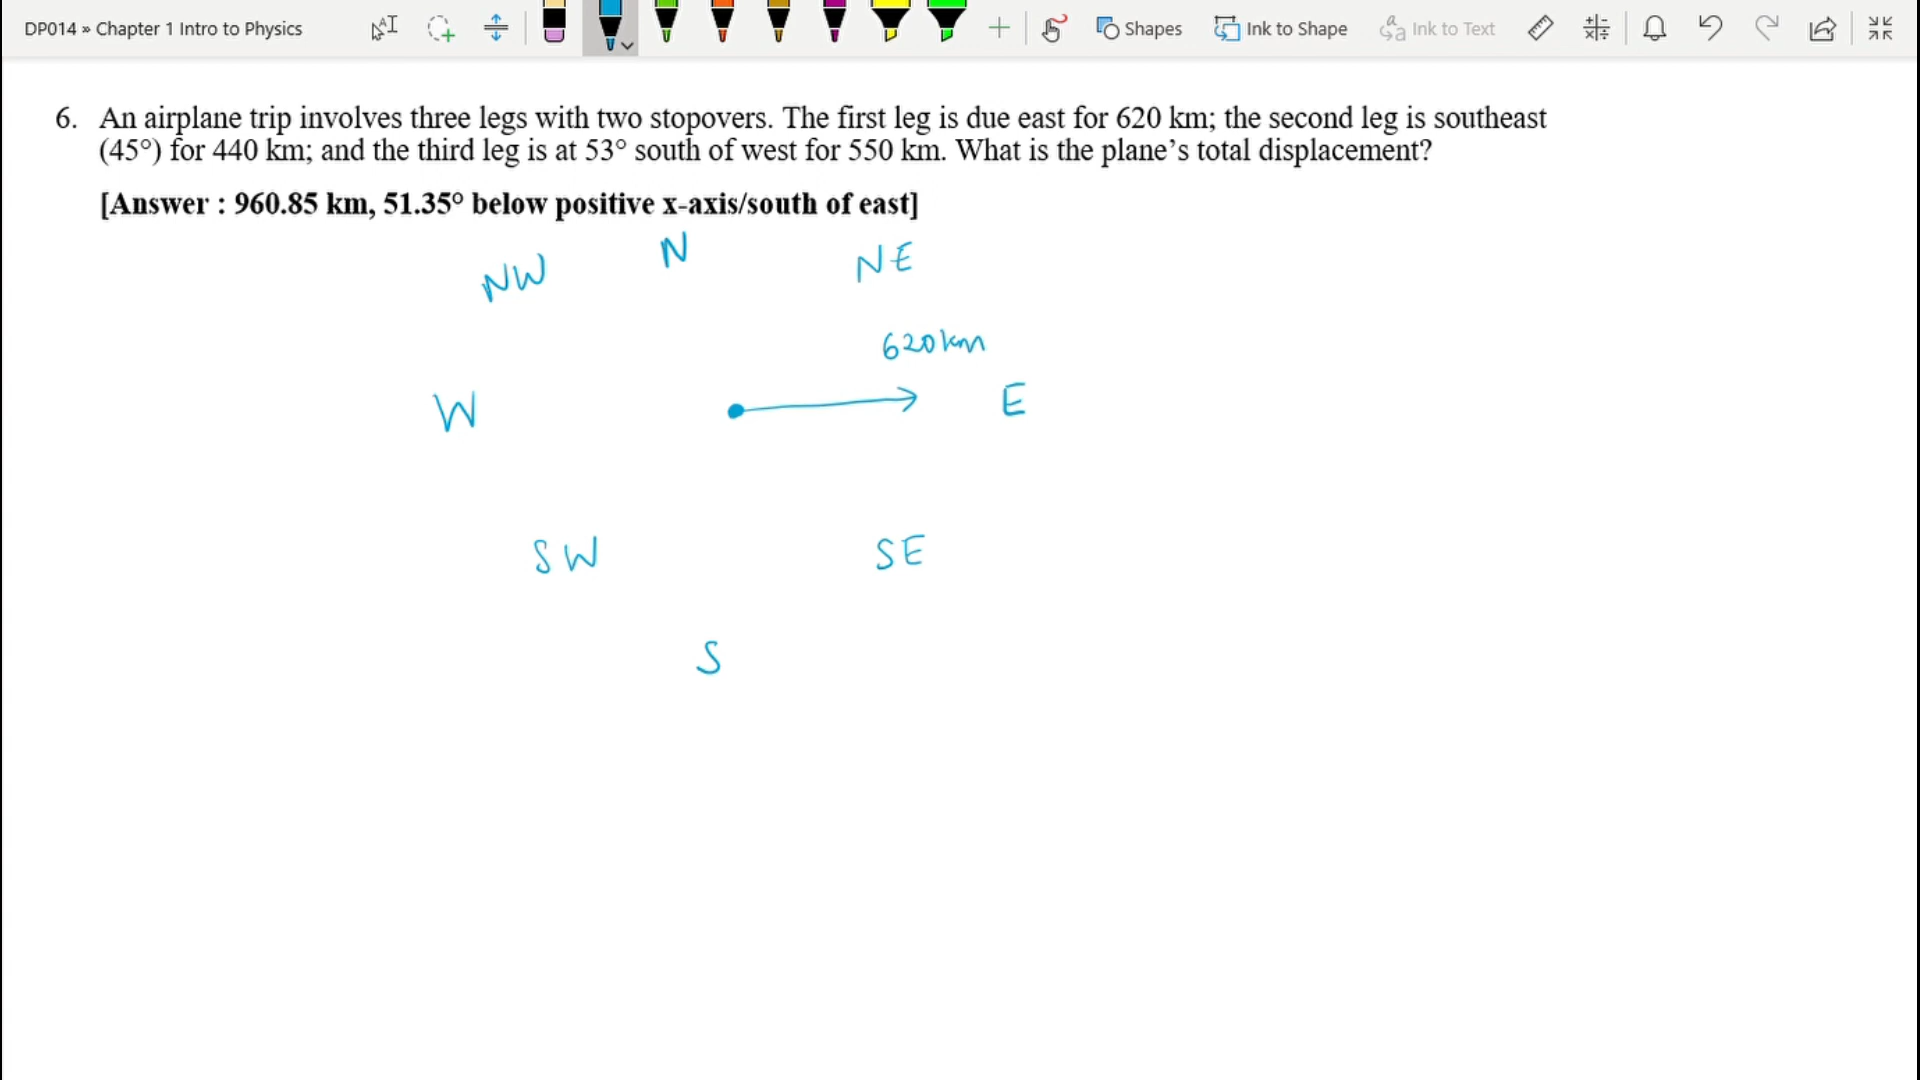 DP014 » Chapter 1 Intro to Physics
Shapes
Ink to Shape
Ink to Text
6. An airplane trip involves three legs with two stopovers. The first leg is due east for 620 km; the second leg is southeast
(45°) for 440 km; and the third leg is at 53° south of west for 550 km. What is the plane’s total displacement?
[Answer : 960.85 km, 51.35° below positive x-axis/south of east]
N
NW
NE
620km
W
E
SW
SE
S